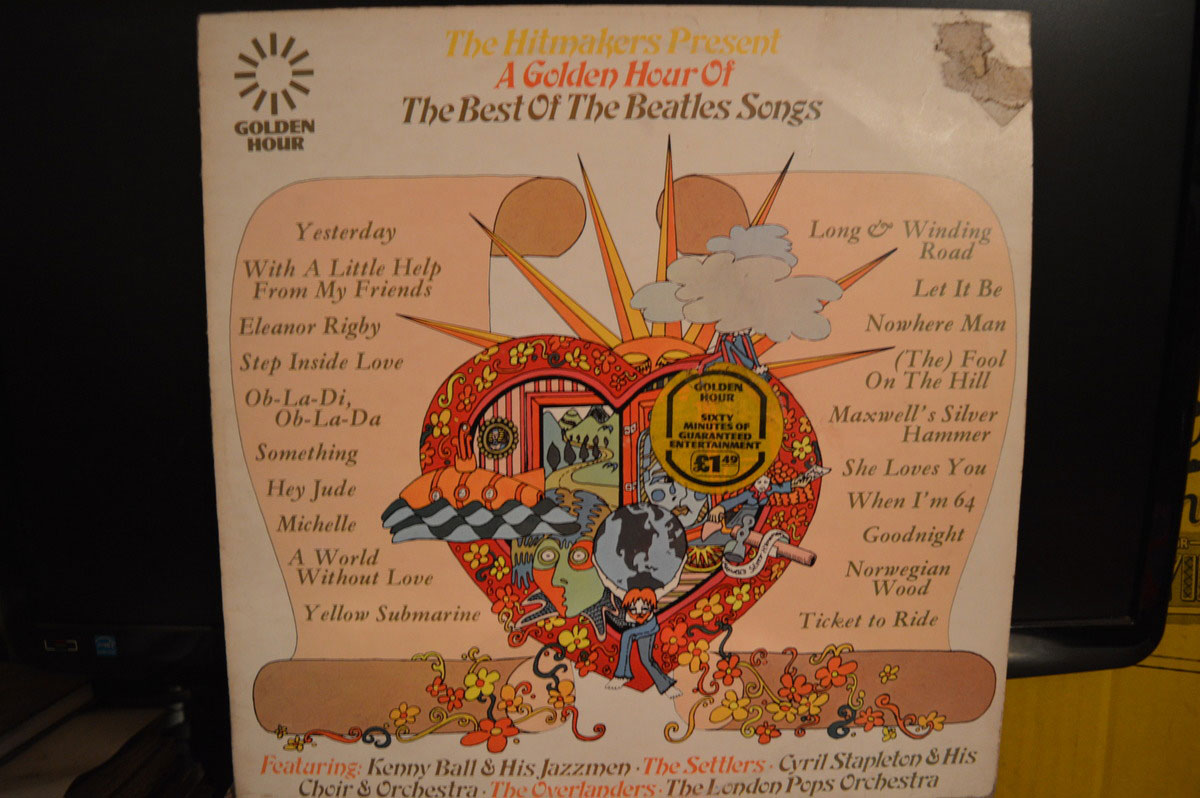 The Hitmakers Present
A Golden Hour Of
The Best Of The Beatles Songs
GOLDEN
HOUR
Yesterday
With A Little Help
From My Friends
Eleanor Rigby
Step Inside Love
Ob-La-Di,
Ob-La-Da
Something
Hey Jude
Michelle
A World
Without Love
Yellow Submarine
Long & Winding
Road
Let It Be
Nowhere Man
(The) Fool
On The Hill
Maxwell's Silver
Hammer
She Loves You
When I'm 64
Goodnight
Norwegian
Wood
Ticket to Ride
GOLDEN
HOUR
SIXTY
MINUTES OF
GUARANTEED
ENTERTAINMENT
£1.49
Featuring: Kenny Ball & His Jazzmen · The Settlers · Cyril Stapleton & His
Choir & Orchestra · The Overlanders · The London Pops Orchestra